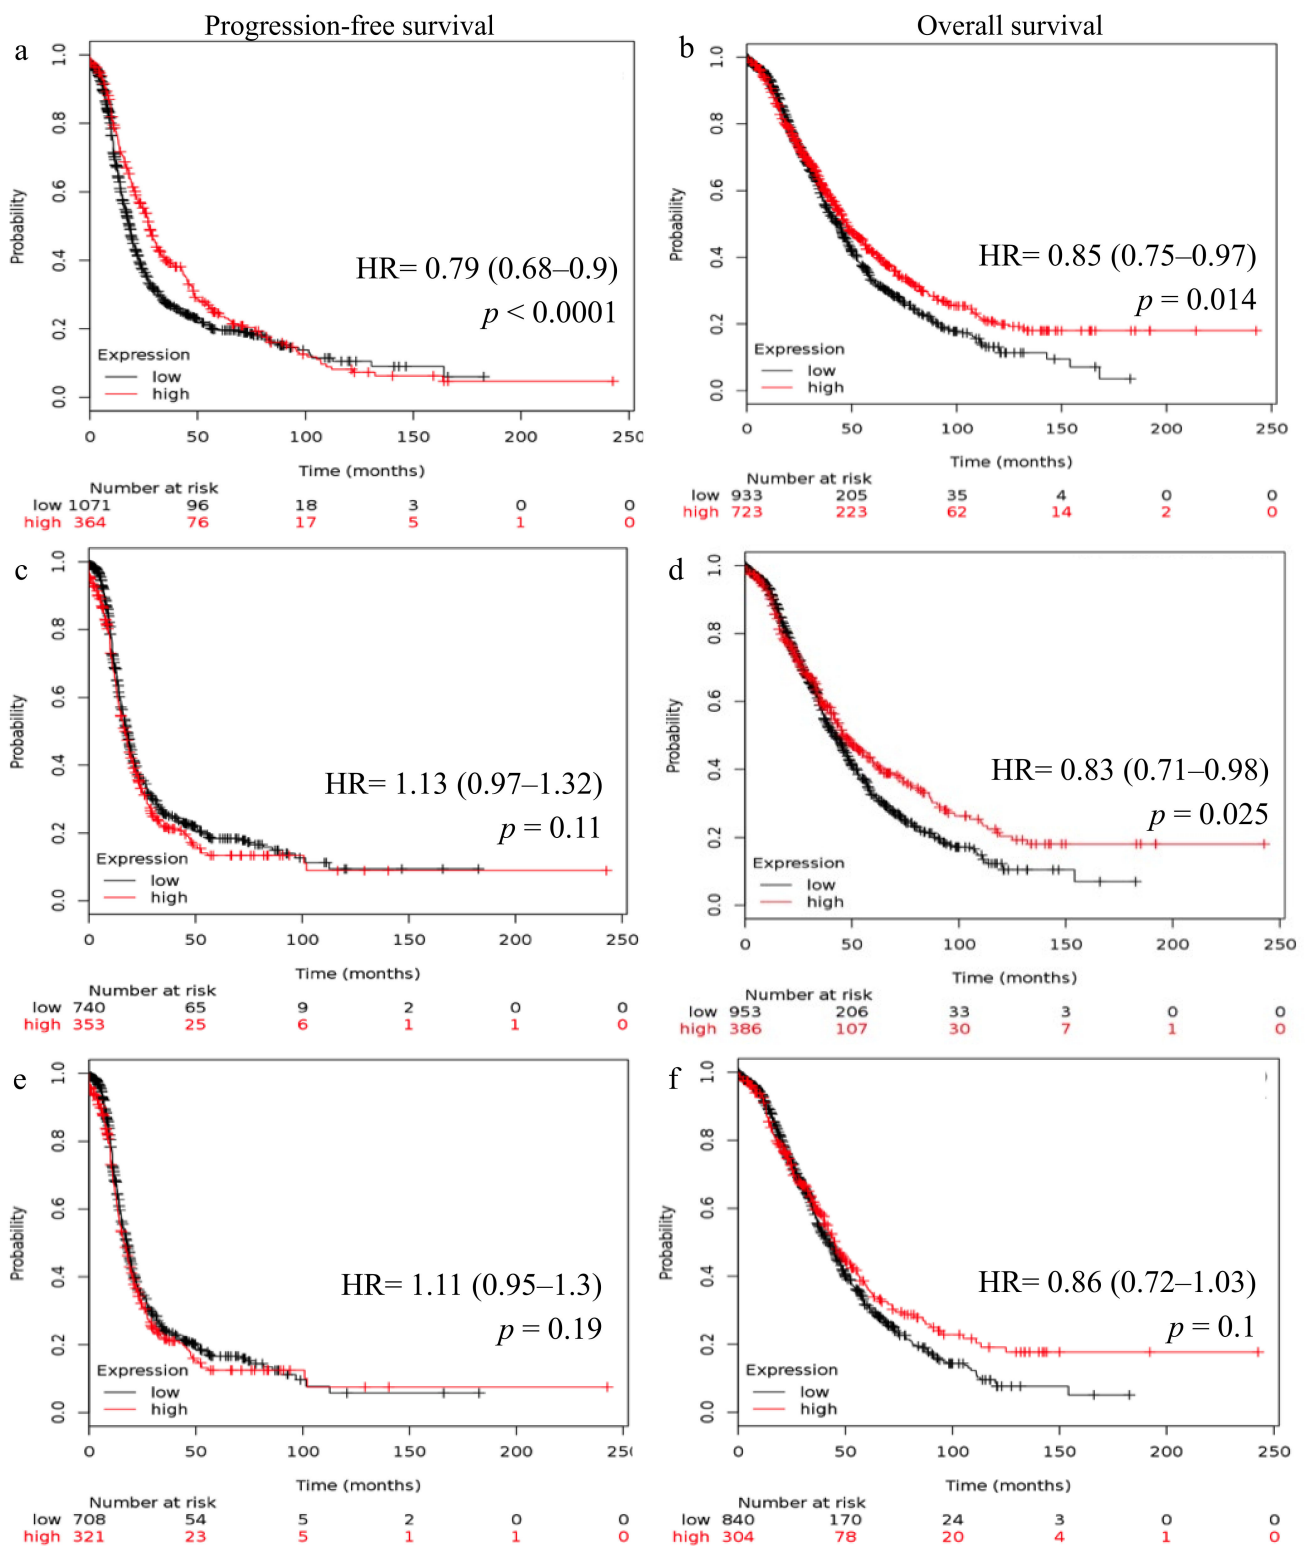 Progression-free survival
Overall survival
a
1.0
0.8
0.6
0.4
0.2
0.0
Probability
HR= 0.79 (0.68–0.9)
p < 0.0001
Expression
low
high
0 50 100 150 200 250
Time (months)
Number at risk
low 1071 96 18 3 0 0
high 364 76 17 5 1 0
b
1.0
0.8
0.6
0.4
0.2
0.0
Probability
HR= 0.85 (0.75–0.97)
p = 0.014
Expression
low
high
0 50 100 150 200 250
Time (months)
Number at risk
low 933 205 35 4 0 0
high 723 223 62 14 2 0
c
1.0
0.8
0.6
0.4
0.2
0.0
Probability
HR= 1.13 (0.97–1.32)
p = 0.11
Expression
low
high
0 50 100 150 200 250
Time (months)
Number at risk
low 740 65 9 2 0 0
high 353 25 6 1 1 0
d
1.0
0.8
0.6
0.4
0.2
0.0
Probability
HR= 0.83 (0.71–0.98)
p = 0.025
Expression
low
high
0 50 100 150 200 250
Time (months)
Number at risk
low 953 206 33 3 0 0
high 386 107 30 7 1 0
e
1.0
0.8
0.6
0.4
0.2
0.0
Probability
HR= 1.11 (0.95–1.3)
p = 0.19
Expression
low
high
0 50 100 150 200 250
Time (months)
Number at risk
low 708 54 5 2 0 0
high 321 23 5 1 1 0
f
1.0
0.8
0.6
0.4
0.2
0.0
Probability
HR= 0.86 (0.72–1.03)
p = 0.1
Expression
low
high
0 50 100 150 200 250
Time (months)
Number at risk
low 840 170 24 3 0 0
high 304 78 20 4 1 0